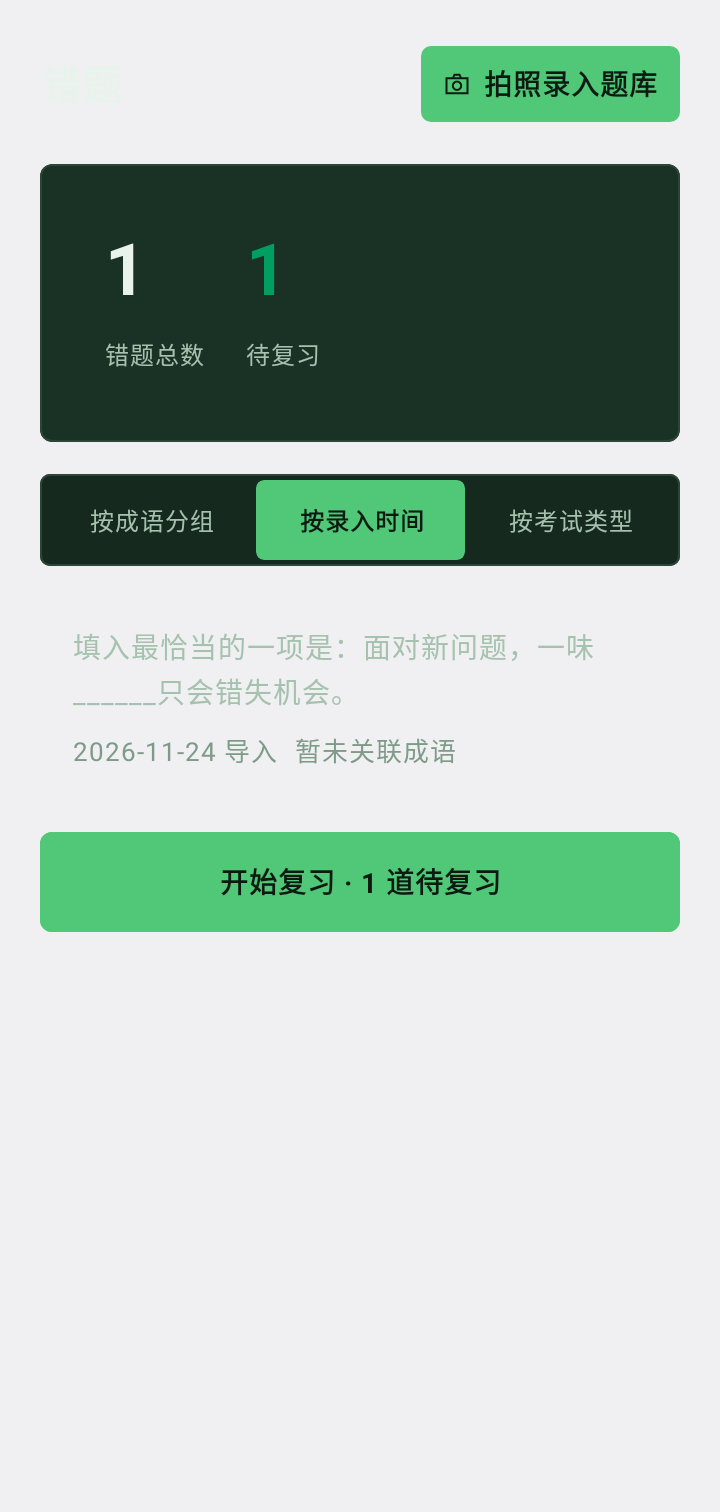 拍照录入题库
1
1
错题总数
待复习
按成语分组
按录入时间
按考试类型
填入最恰当的一项是：面对新问题，一味
______只会错失机会。
2026-11-24 导入 暂未关联成语
开始复习 · 1 道待复习